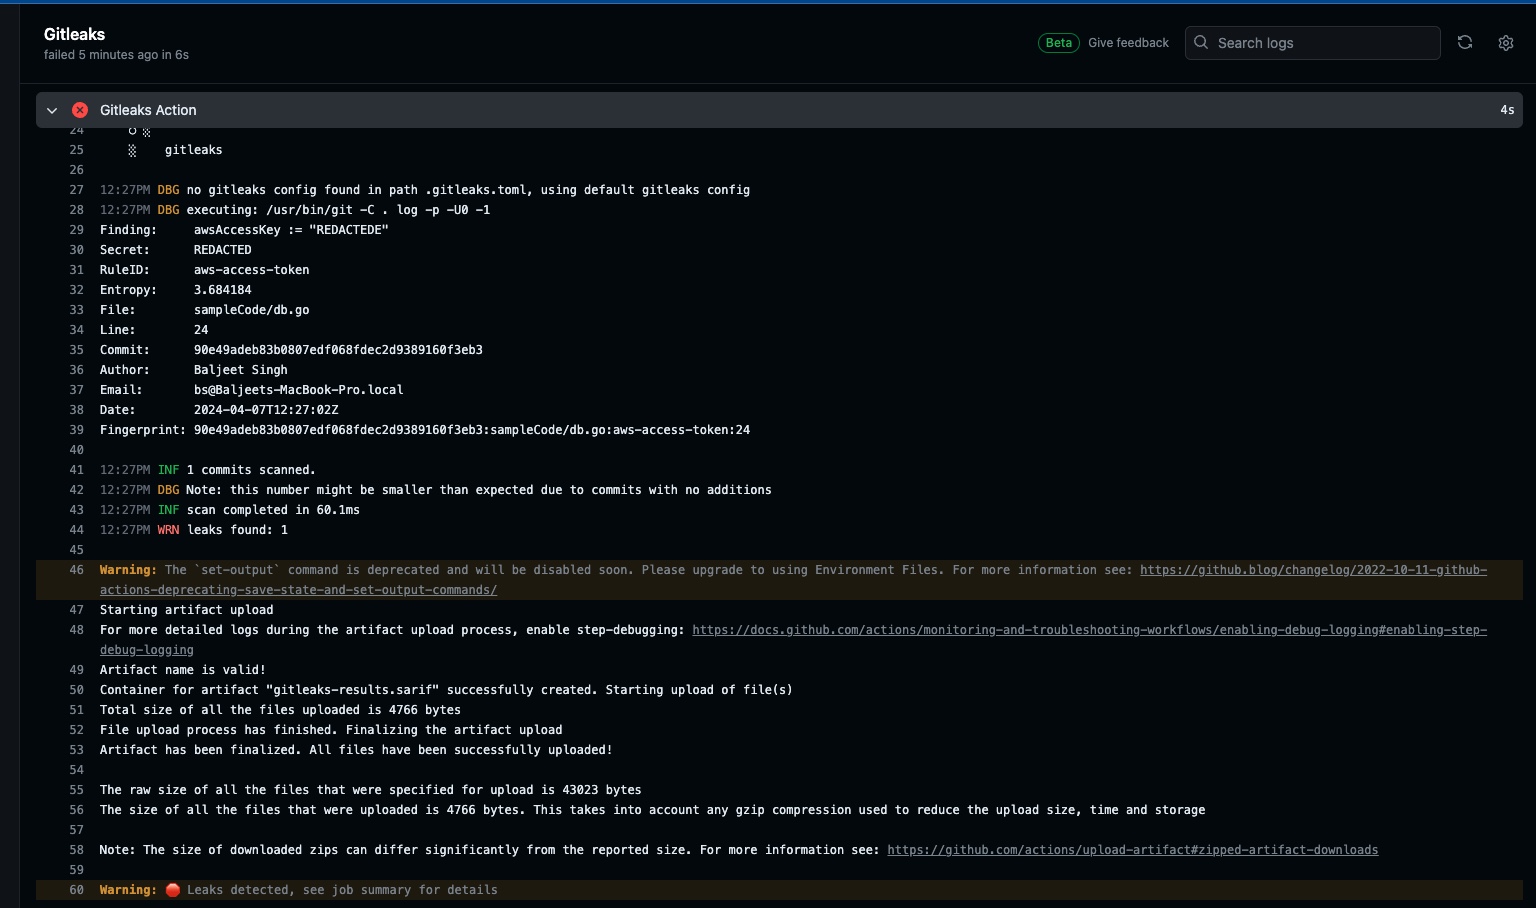 Gitleaks
failed 5 minutes ago in 6s
Beta Give feedback Search logs
Gitleaks Action 4s
24 ○ ░
25 ░ gitleaks
26
27 12:27PM DBG no gitleaks config found in path .gitleaks.toml, using default gitleaks config
28 12:27PM DBG executing: /usr/bin/git -C . log -p -U0 -1
29 Finding: awsAccessKey := "REDACTEDE"
30 Secret: REDACTED
31 RuleID: aws-access-token
32 Entropy: 3.684184
33 File: sampleCode/db.go
34 Line: 24
35 Commit: 90e49adeb83b0807edf068fdec2d9389160f3eb3
36 Author: Baljeet Singh
37 Email: bs@Baljeets-MacBook-Pro.local
38 Date: 2024-04-07T12:27:02Z
39 Fingerprint: 90e49adeb83b0807edf068fdec2d9389160f3eb3:sampleCode/db.go:aws-access-token:24
40
41 12:27PM INF 1 commits scanned.
42 12:27PM DBG Note: this number might be smaller than expected due to commits with no additions
43 12:27PM INF scan completed in 60.1ms
44 12:27PM WRN leaks found: 1
45
46 Warning: The `set-output` command is deprecated and will be disabled soon. Please upgrade to using Environment Files. For more information see: https://github.blog/changelog/2022-10-11-github-
actions-deprecating-save-state-and-set-output-commands/
47 Starting artifact upload
48 For more detailed logs during the artifact upload process, enable step-debugging: https://docs.github.com/actions/monitoring-and-troubleshooting-workflows/enabling-debug-logging#enabling-step-
debug-logging
49 Artifact name is valid!
50 Container for artifact "gitleaks-results.sarif" successfully created. Starting upload of file(s)
51 Total size of all the files uploaded is 4766 bytes
52 File upload process has finished. Finalizing the artifact upload
53 Artifact has been finalized. All files have been successfully uploaded!
54
55 The raw size of all the files that were specified for upload is 43023 bytes
56 The size of all the files that were uploaded is 4766 bytes. This takes into account any gzip compression used to reduce the upload size, time and storage
57
58 Note: The size of downloaded zips can differ significantly from the reported size. For more information see: https://github.com/actions/upload-artifact#zipped-artifact-downloads
59
60 Warning: 🛑 Leaks detected, see job summary for details